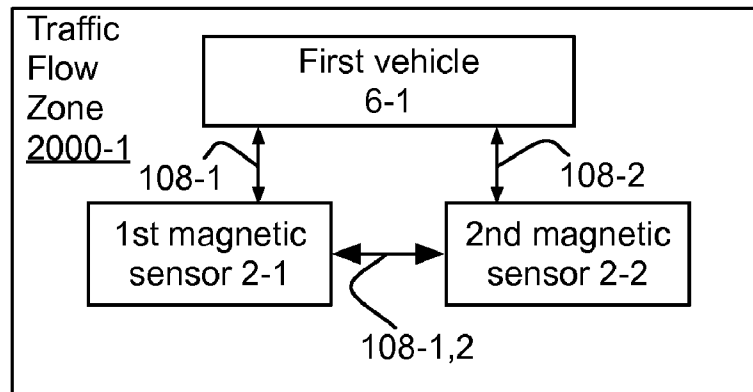 Traffic
Flow
Zone
2000-1
First vehicle
6-1
108-1
108-2
1st magnetic
sensor 2-1
2nd magnetic
sensor 2-2
108-1,2